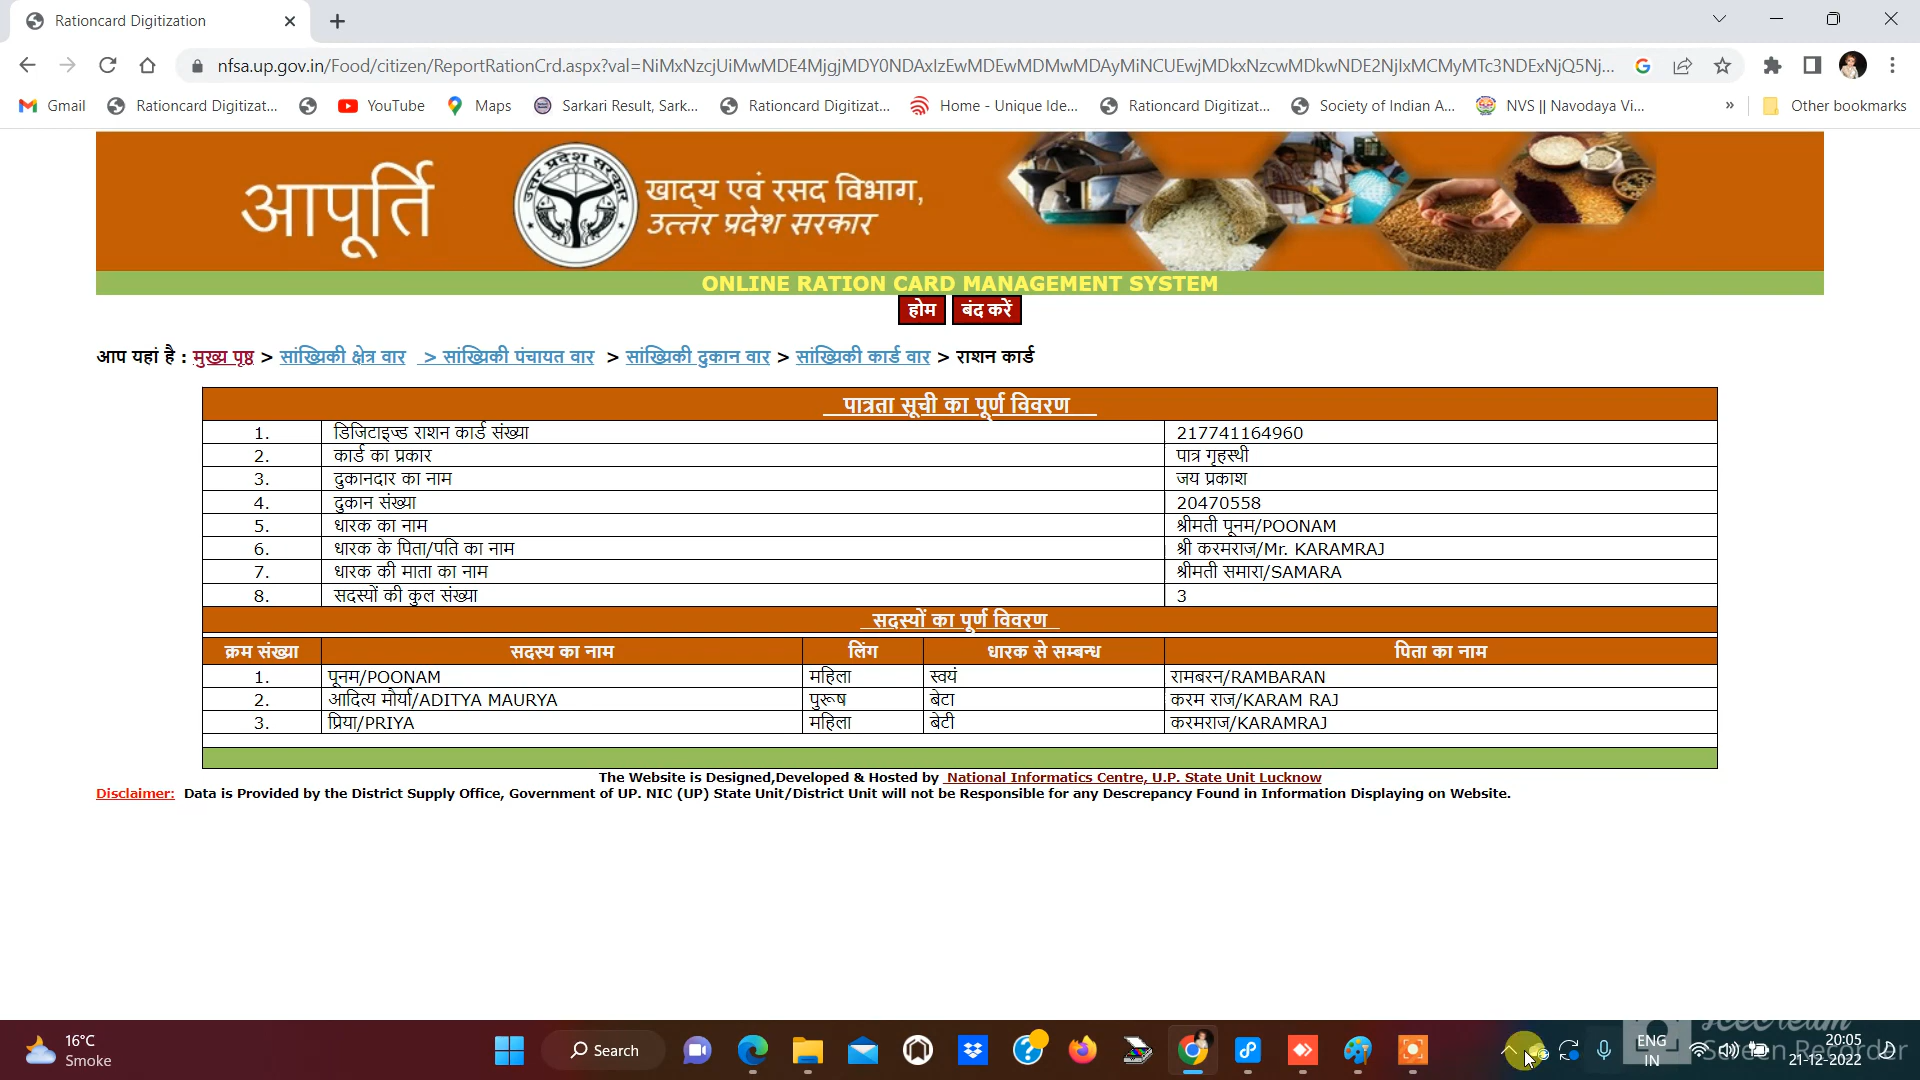 Rationcard Digitization
nfsa.up.gov.in/Food/citizen/ReportRationCrd.aspx?val=NiMxNzcjUiMwMDE4MjgjMDY0NDAxIzEwMDEwMDMwMDAyMiNCUEwjMDkxNzcwMDkwNDE2NjIxMCMyMTc3NDExNjQ5Nj...
Gmail Rationcard Digitizat... YouTube Maps Sarkari Result, Sark... Rationcard Digitizat... Home - Unique Ide... Rationcard Digitizat... Society of Indian A... NVS || Navodaya Vi... » Other bookmarks
आपूर्ति
उत्तर प्रदेश सरकार
खाद्य एवं रसद विभाग,
उत्तर प्रदेश सरकार
ONLINE RATION CARD MANAGEMENT SYSTEM
होम बंद करें
आप यहां है : मुख्य पृष्ठ > सांख्यिकी क्षेत्र वार > सांख्यिकी पंचायत वार > सांख्यिकी दुकान वार > सांख्यिकी कार्ड वार > राशन कार्ड
पात्रता सूची का पूर्ण विवरण
1. डिजिटाइज्ड राशन कार्ड संख्या 217741164960
2. कार्ड का प्रकार पात्र गृहस्थी
3. दुकानदार का नाम जय प्रकाश
4. दुकान संख्या 20470558
5. धारक का नाम श्रीमती पूनम/POONAM
6. धारक के पिता/पति का नाम श्री करमराज/Mr. KARAMRAJ
7. धारक की माता का नाम श्रीमती समारा/SAMARA
8. सदस्यों की कुल संख्या 3
सदस्यों का पूर्ण विवरण
क्रम संख्या सदस्य का नाम लिंग धारक से सम्बन्ध पिता का नाम
1. पूनम/POONAM महिला स्वयं रामबरन/RAMBARAN
2. आदित्य मौर्या/ADITYA MAURYA पुरूष बेटा करम राज/KARAM RAJ
3. प्रिया/PRIYA महिला बेटी करमराज/KARAMRAJ
The Website is Designed,Developed & Hosted by National Informatics Centre, U.P. State Unit Lucknow
Disclaimer: Data is Provided by the District Supply Office, Government of UP. NIC (UP) State Unit/District Unit will not be Responsible for any Descrepancy Found in Information Displaying on Website.
16°C
Smoke
Search
ENG
IN
Icecream
Screen Recorder
20:05
21-12-2022